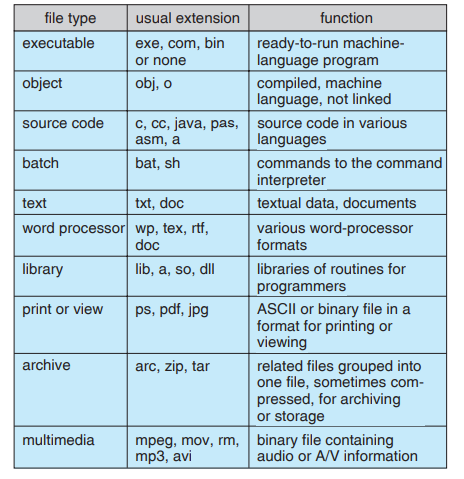 file type usual extension function
executable exe, com, bin ready-to-run machine-
or none language program
object obj, o compiled, machine
language, not linked
source code c, cc, java, pas, source code in various
asm, a languages
batch bat, sh commands to the command
interpreter
text txt, doc textual data, documents
word processor wp, tex, rtf, various word-processor
doc formats
library lib, a, so, dll libraries of routines for
programmers
print or view ps, pdf, jpg ASCII or binary file in a
format for printing or
viewing
archive arc, zip, tar related files grouped into
one file, sometimes com-
pressed, for archiving
or storage
multimedia mpeg, mov, rm, binary file containing
mp3, avi audio or A/V information